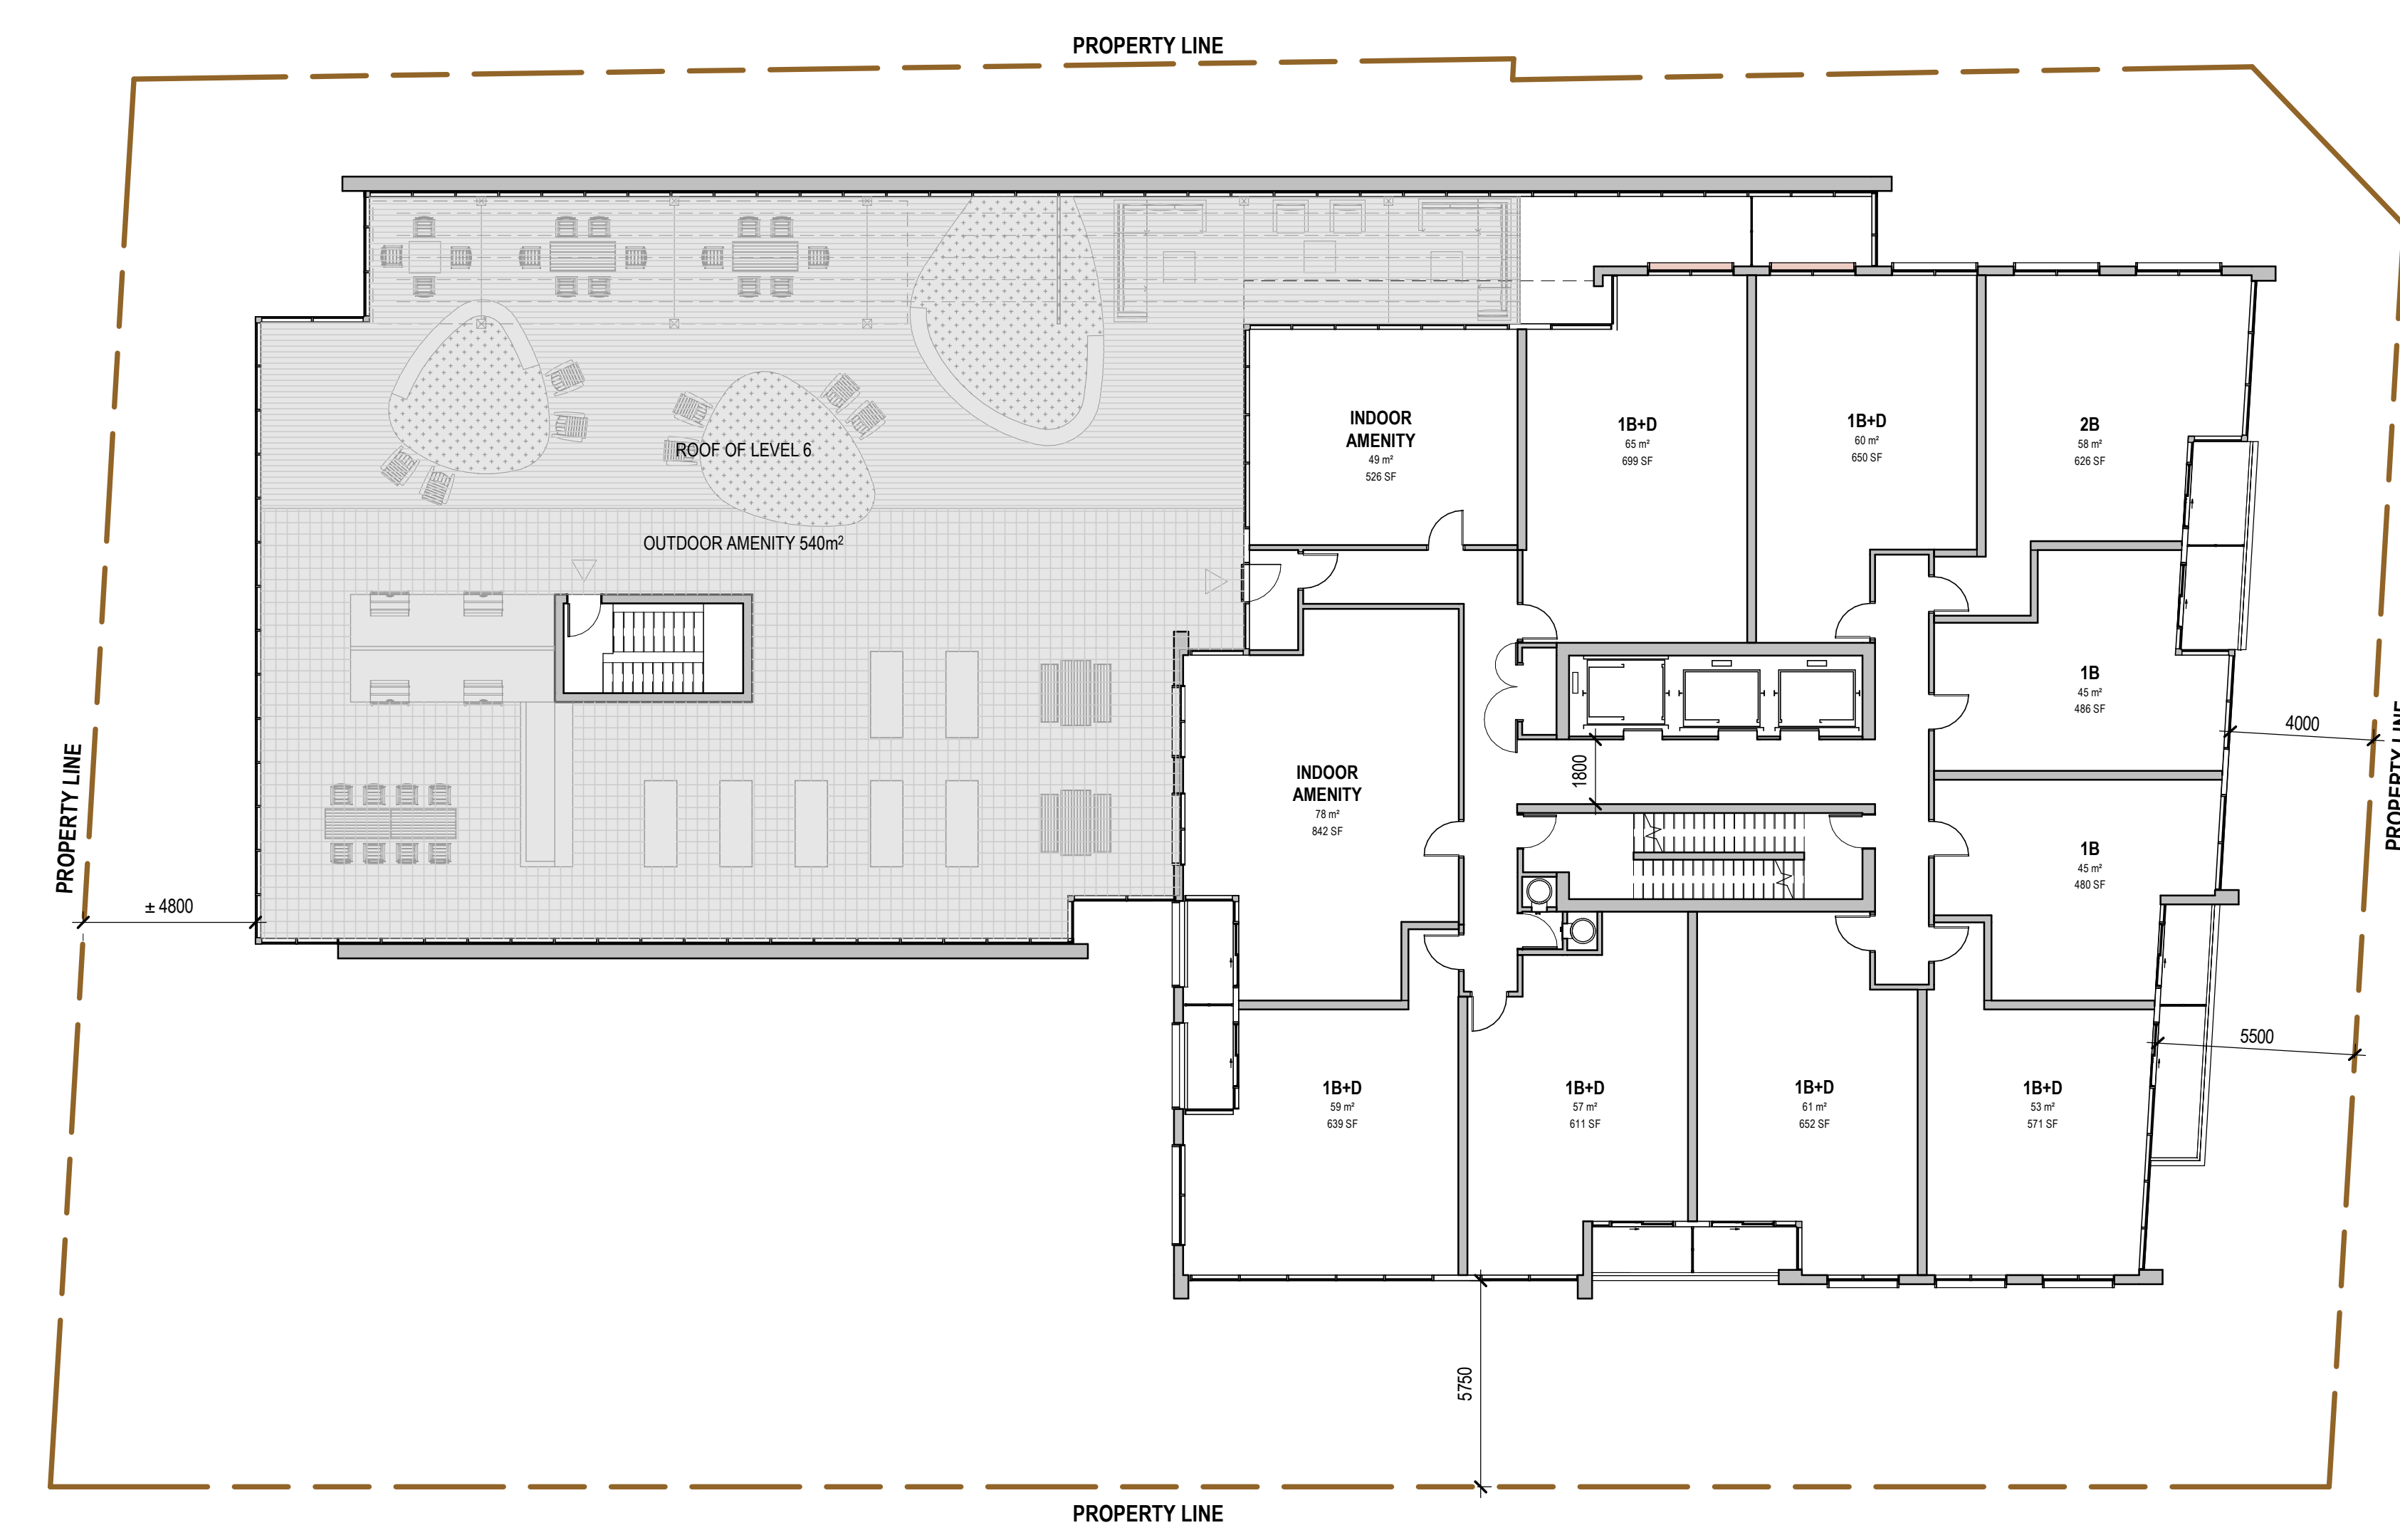 PROPERTY LINE
INDOOR
AMENITY
49 m²
526 SF
1B+D
65 m²
699 SF
1B+D
60 m²
650 SF
2B
58 m²
626 SF
ROOF OF LEVEL 6
OUTDOOR AMENITY 540m²
1B
45 m²
486 SF
4000
PROPERTY LINE
PROPERTY LINE
INDOOR
AMENITY
78 m²
842 SF
1800
1B
45 m²
480 SF
± 4800
5500
1B+D
59 m²
639 SF
1B+D
57 m²
611 SF
1B+D
61 m²
652 SF
1B+D
53 m²
571 SF
5750
PROPERTY LINE